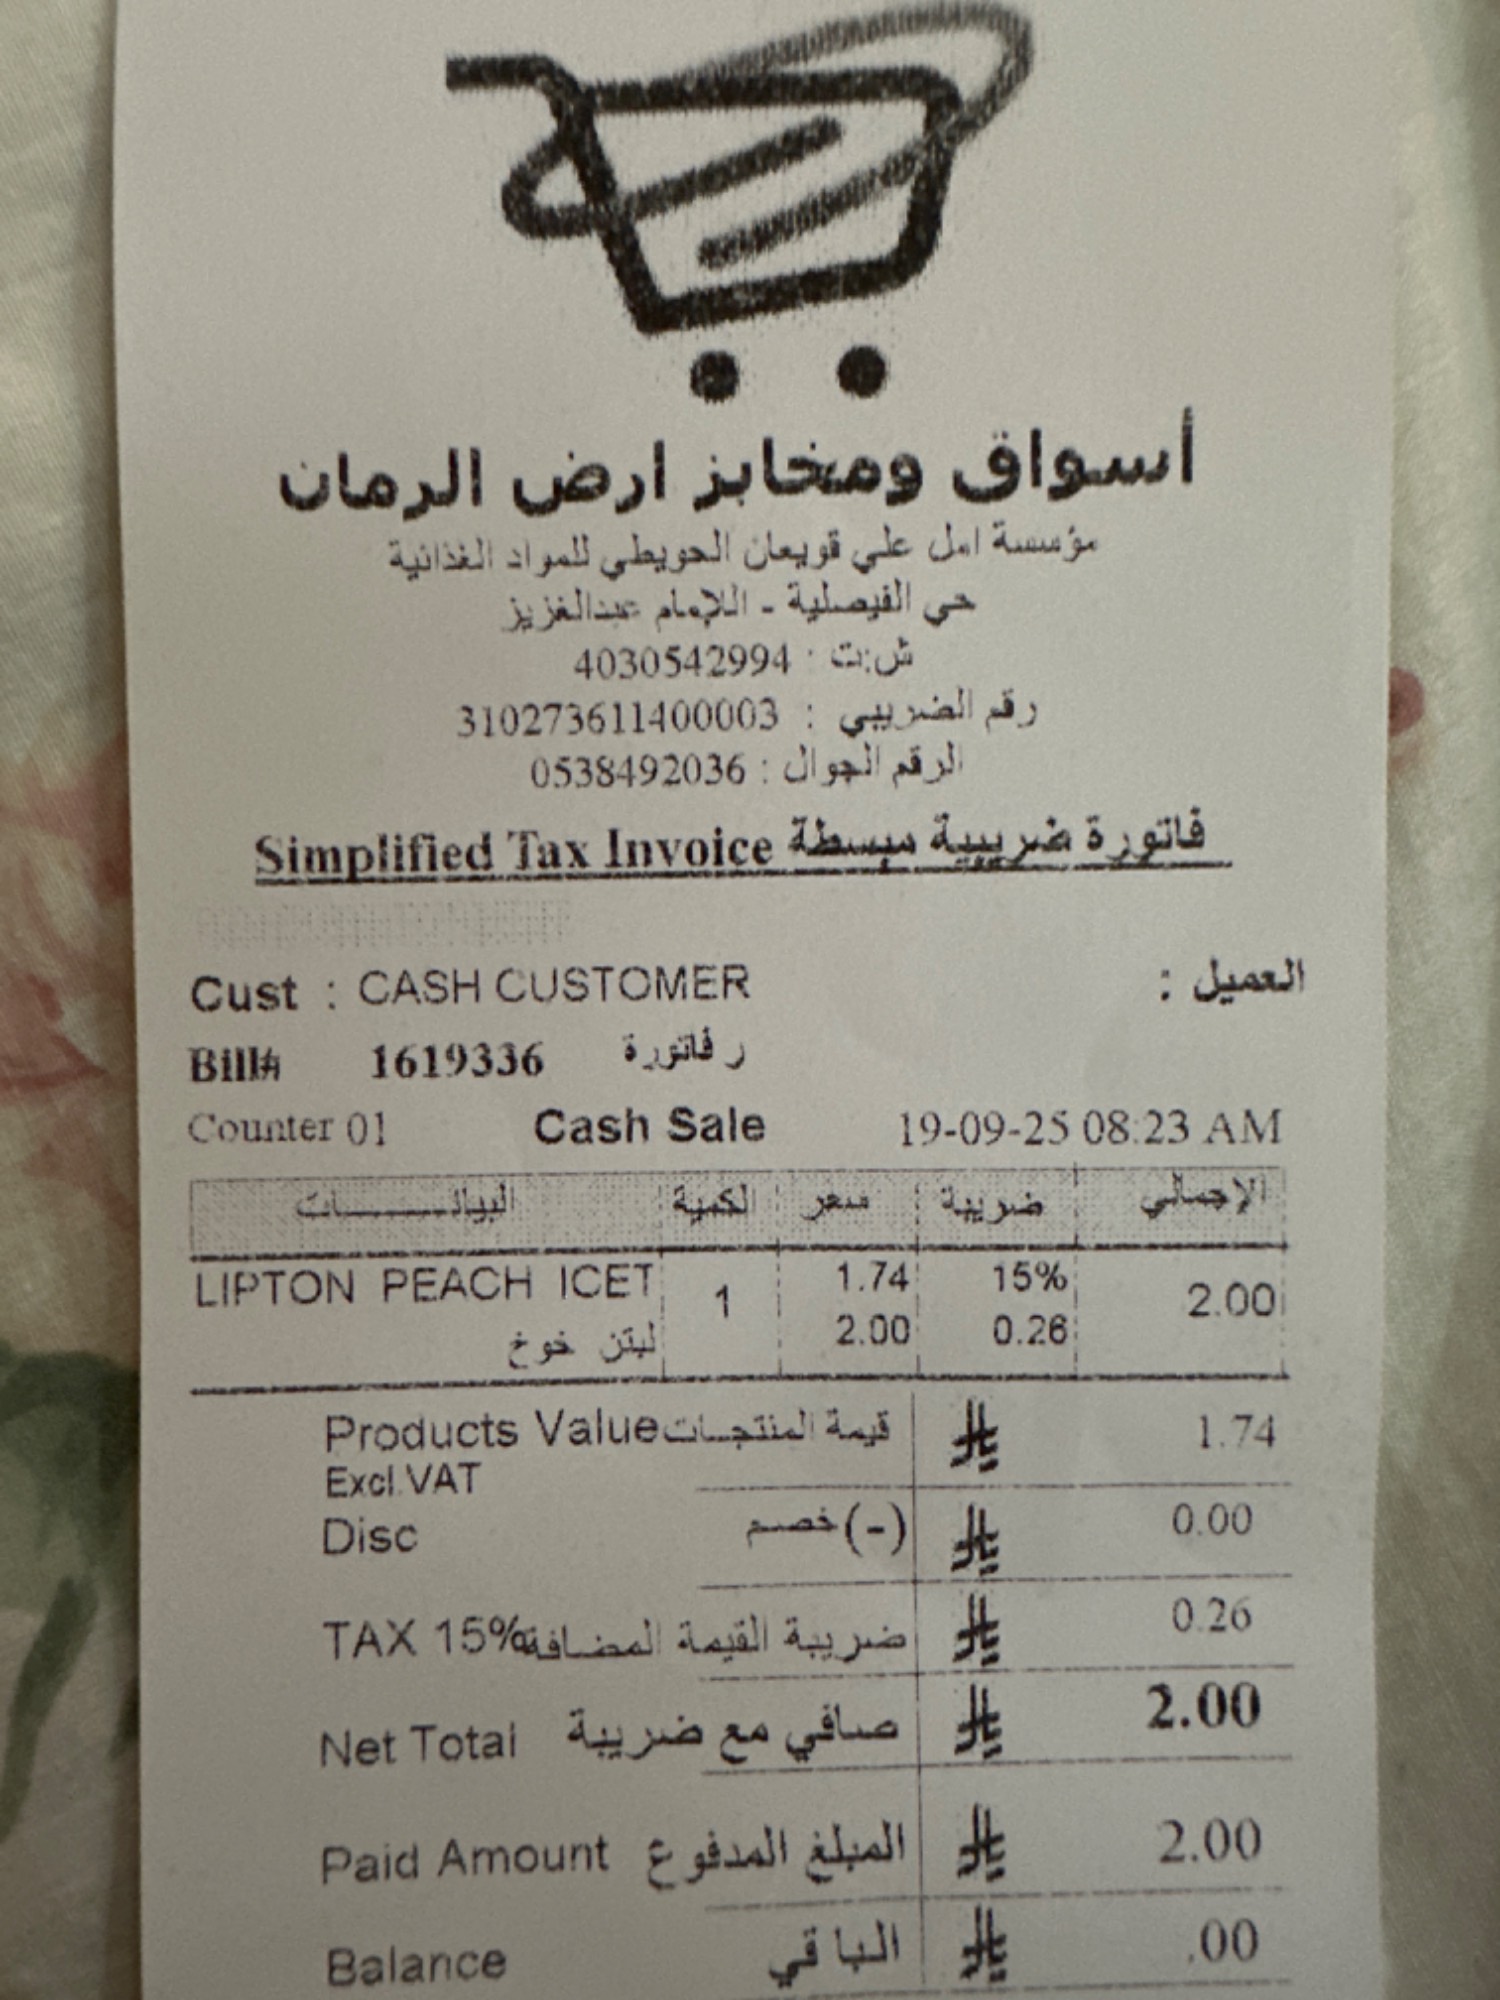 أسواق ومخابز ارض الرمان
مؤسسة امل علي قويعان الحويطي للمواد الغذائية
حي الفيصلية - اللإمام عبدالغزيز
ش:ت : 4030542994
رقم الضريبي : 310273611400003
الرقم الجوال : 0538492036
Simplified Tax Invoice فاتورة ضريبية مبسطة
Cust : CASH CUSTOMER العميل :
Bill# 1619336 ر فاتورة
Counter 01 Cash Sale 19-09-25 08:23 AM
البيانـــــــات الكمية سعر ضريبة الإجمالي
LIPTON PEACH ICET 1 1.74 15% 2.00
لبتن خوخ 2.00 0.26
Products Value قيمة المنتجـات 1.74
Excl.VAT
Disc خصم (-) 0.00
TAX 15% ضريبة القيمة المضافة 0.26
Net Total صافي مع ضريبة 2.00
Paid Amount المبلغ المدفوع 2.00
Balance الباقي .00